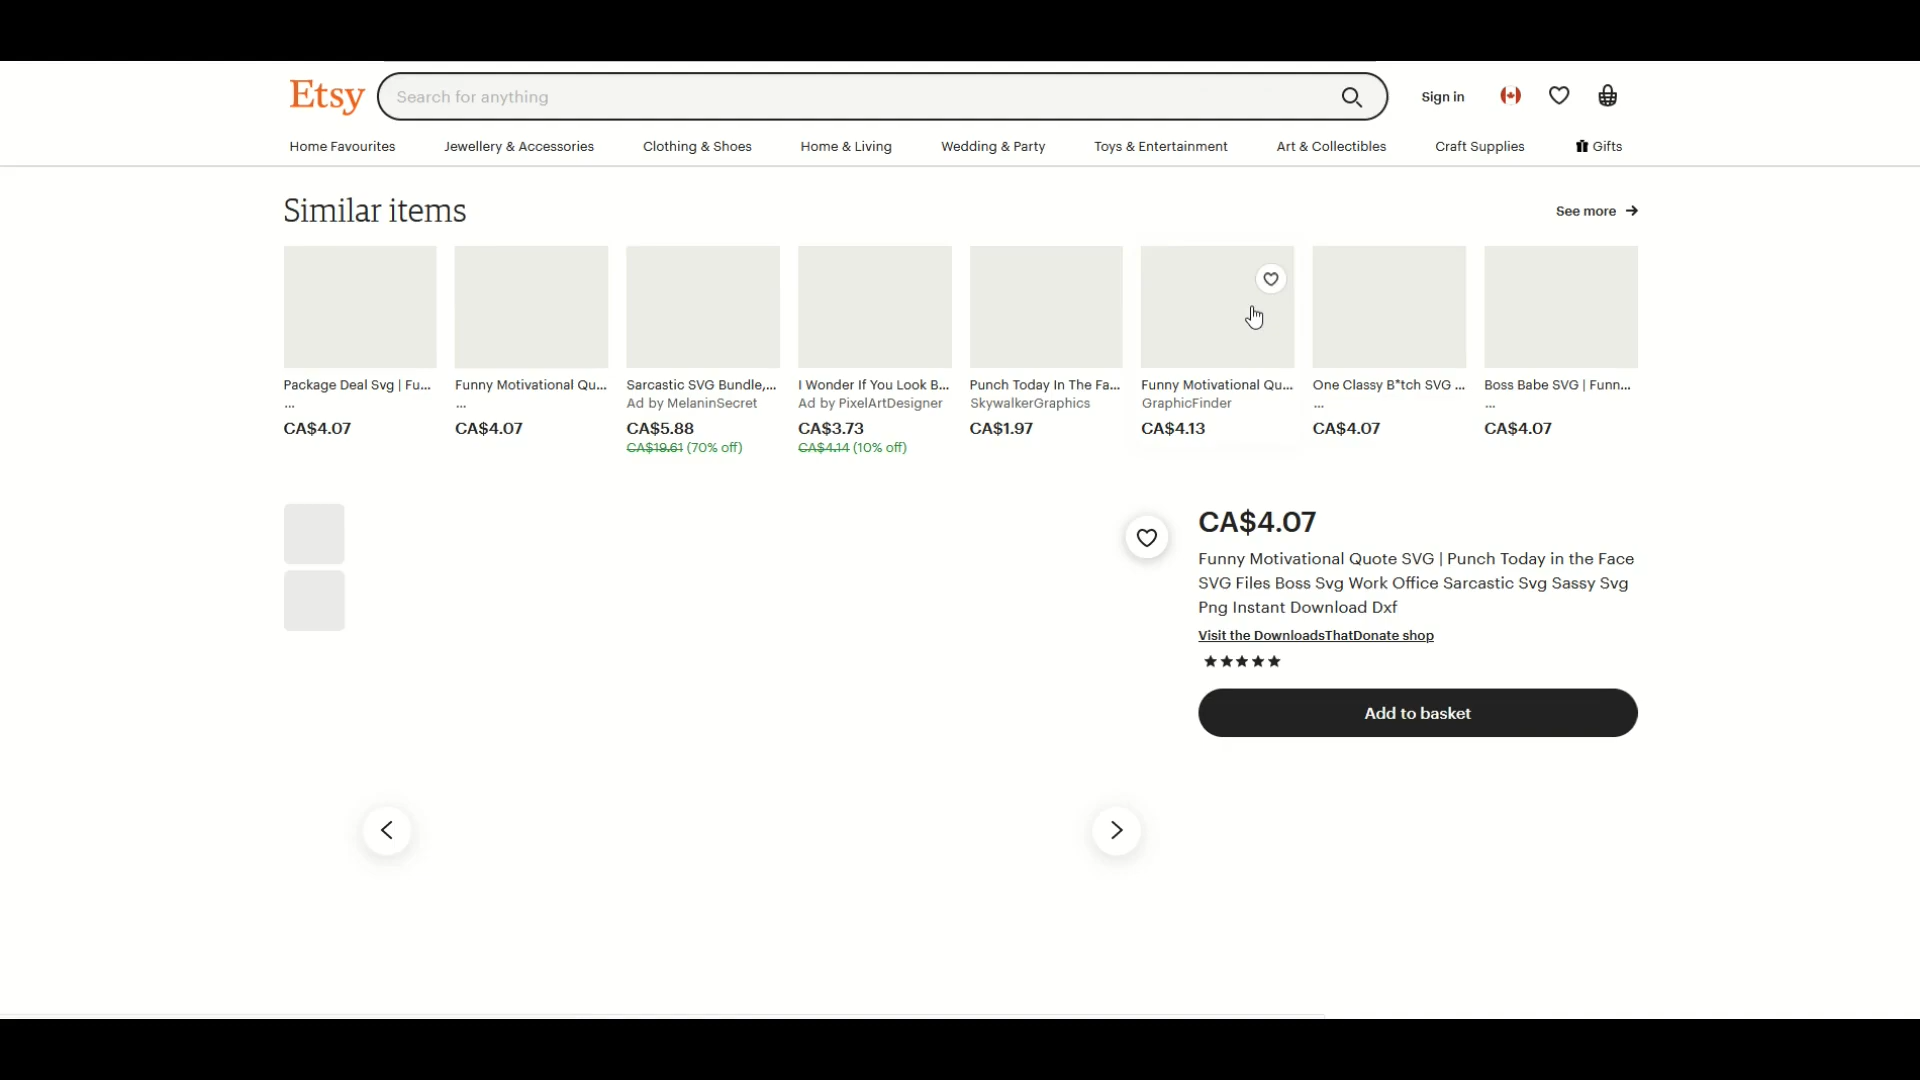 Etsy
Search for anything
Sign in
Home Favourites
Jewellery & Accessories
Clothing & Shoes
Home & Living
Wedding & Party
Toys & Entertainment
Art & Collectibles
Craft Supplies
Gifts
Similar items
See more
Package Deal Svg | Fu...
...
CA$4.07
Funny Motivational Qu...
...
CA$4.07
Sarcastic SVG Bundle,...
Ad by MelaninSecret
CA$5.88
CA$19.61 (70% off)
I Wonder If You Look B...
Ad by PixelArtDesigner
CA$3.73
CA$4.14 (10% off)
Punch Today In The Fa...
SkywalkerGraphics
CA$1.97
Funny Motivational Qu...
GraphicFinder
CA$4.13
One Classy B*tch SVG ...
...
CA$4.07
Boss Babe SVG | Funn...
...
CA$4.07
CA$4.07
Funny Motivational Quote SVG | Punch Today in the Face
SVG Files Boss Svg Work Office Sarcastic Svg Sassy Svg
Png Instant Download Dxf
Visit the DownloadsThatDonate shop
Add to basket